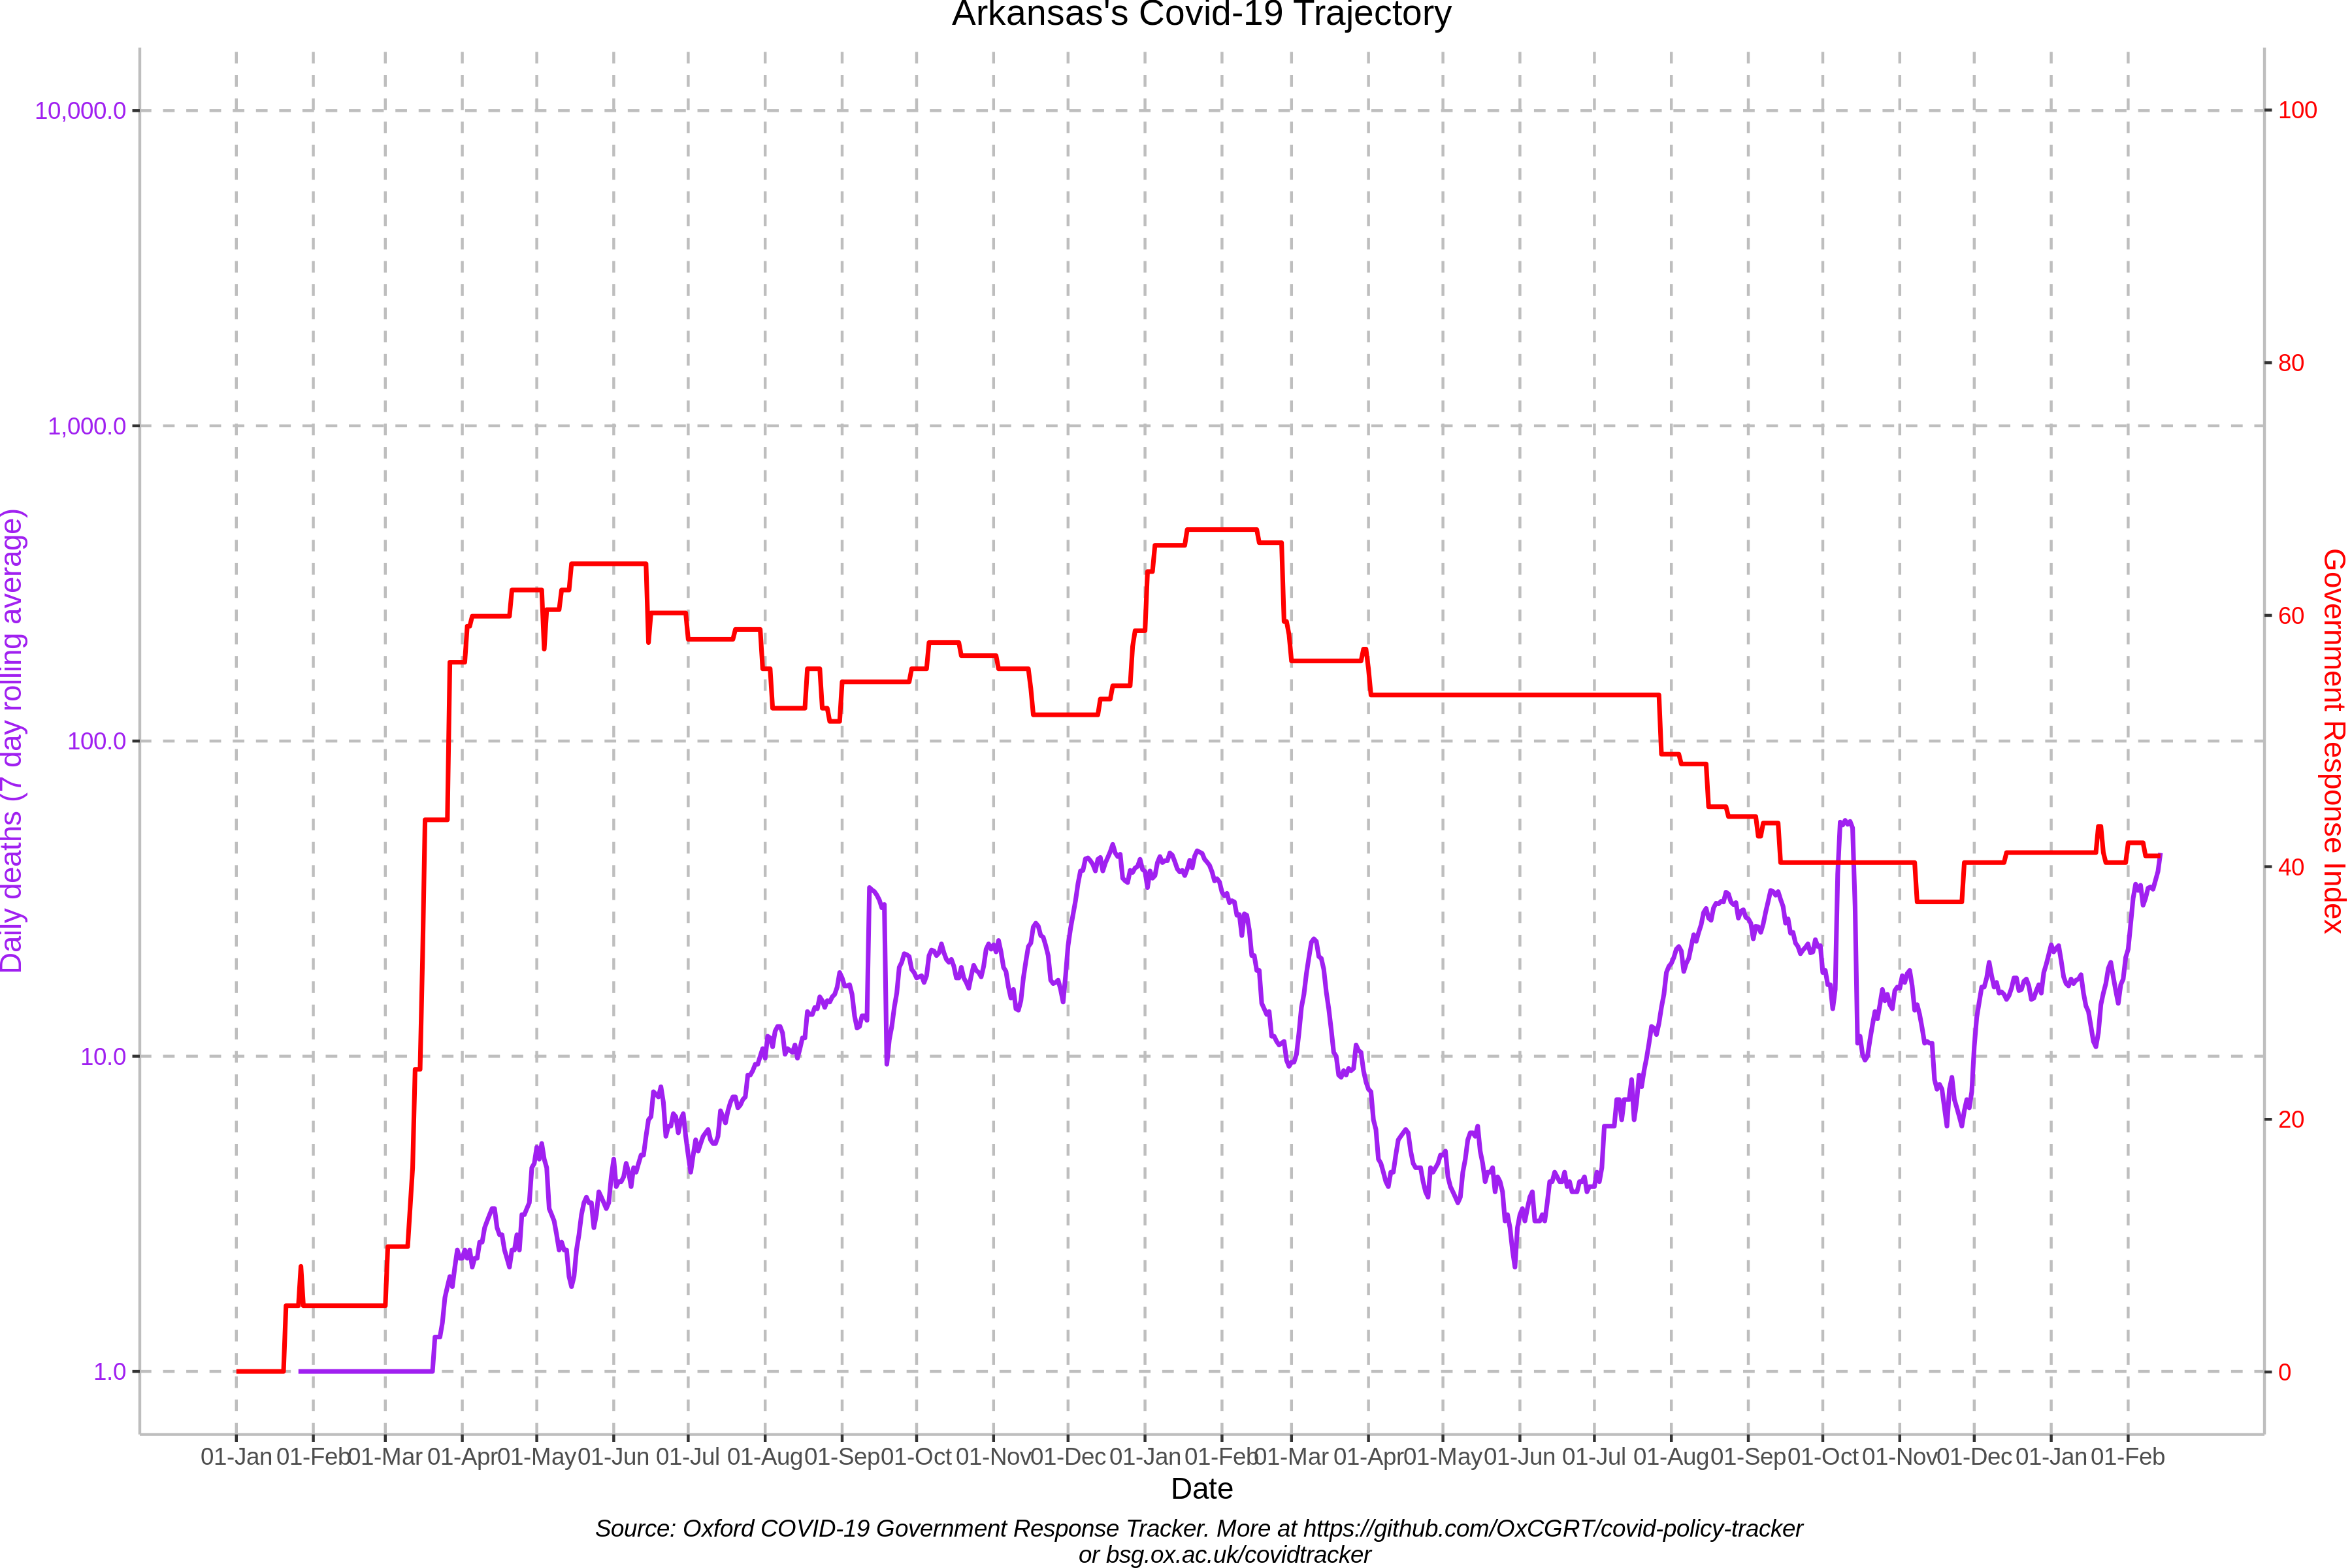 Arkansas's Covid-19 Trajectory
10,000.0
1,000.0
100.0
10.0
1.0
Daily deaths (7 day rolling average)
100
80
60
40
20
0
Government Response Index
01-Jan 01-Feb 01-Mar 01-Apr 01-May 01-Jun 01-Jul 01-Aug 01-Sep 01-Oct 01-Nov 01-Dec 01-Jan 01-Feb 01-Mar 01-Apr 01-May 01-Jun 01-Jul 01-Aug 01-Sep 01-Oct 01-Nov 01-Dec 01-Jan 01-Feb
Date
Source: Oxford COVID-19 Government Response Tracker. More at https://github.com/OxCGRT/covid-policy-tracker
or bsg.ox.ac.uk/covidtracker